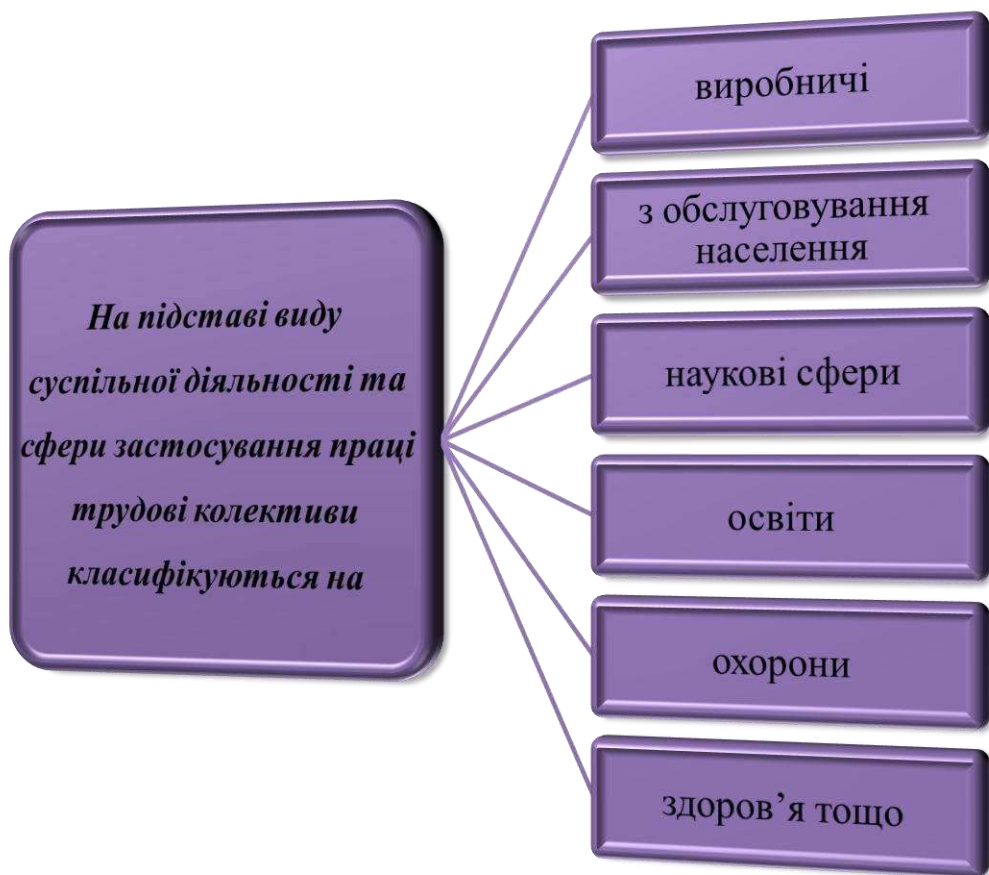 На підставі виду
суспільної діяльності та
сфери застосування праці
трудові колективи
класифікуються на
виробничі
з обслуговування
населення
наукові сфери
освіти
охорони
здоров’я тощо